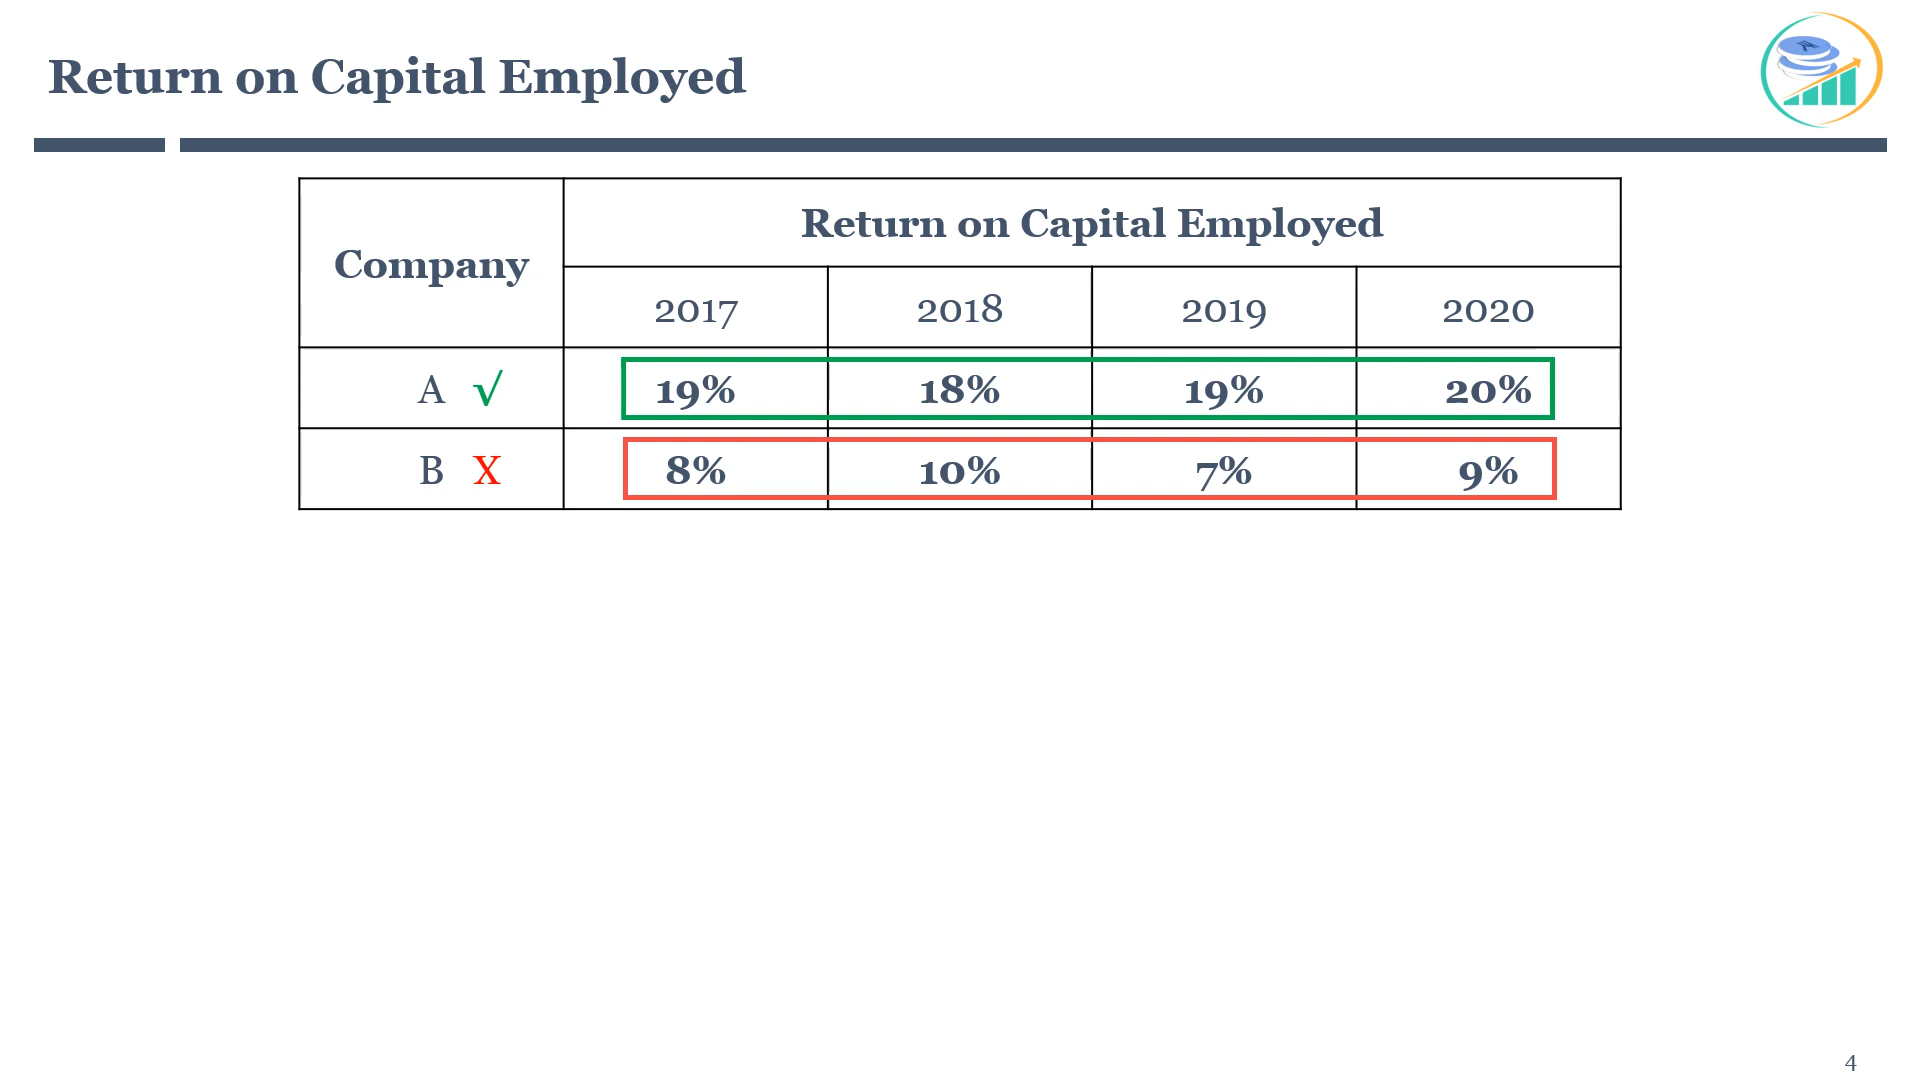 Return on Capital Employed
Company
Return on Capital Employed
2017 2018 2019 2020
A √ 19% 18% 19% 20%
B X 8% 10% 7% 9%
4